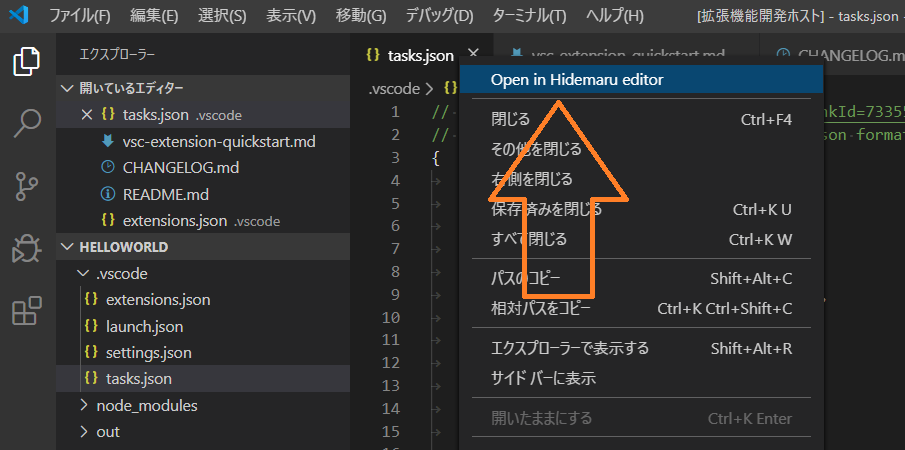 ファイル(F) 編集(E) 選択(S) 表示(V) 移動(G) デバッグ(D) ターミナル(T) ヘルプ(H) [拡張機能開発ホスト] - tasks.json -
エクスプローラー
開いているエディター
tasks.json .vscode
vsc-extension-quickstart.md
CHANGELOG.md
README.md
extensions.json .vscode
HELLOWORLD
.vscode
extensions.json
launch.json
settings.json
tasks.json
node_modules
out
{} tasks.json vsc-extension-quickstart.md CHANGELOG.m
.vscode > {}
1 //
2 //
3 {
4
5
6
7
8
9
10
11
12
13
14
15
nkId=7335
son format
Open in Hidemaru editor
閉じる Ctrl+F4
その他を閉じる
右側を閉じる
保存済みを閉じる Ctrl+K U
すべて閉じる Ctrl+K W
パスのコピー Shift+Alt+C
相対パスをコピー Ctrl+K Ctrl+Shift+C
エクスプローラーで表示する Shift+Alt+R
サイド バーに表示
開いたままにする Ctrl+K Enter